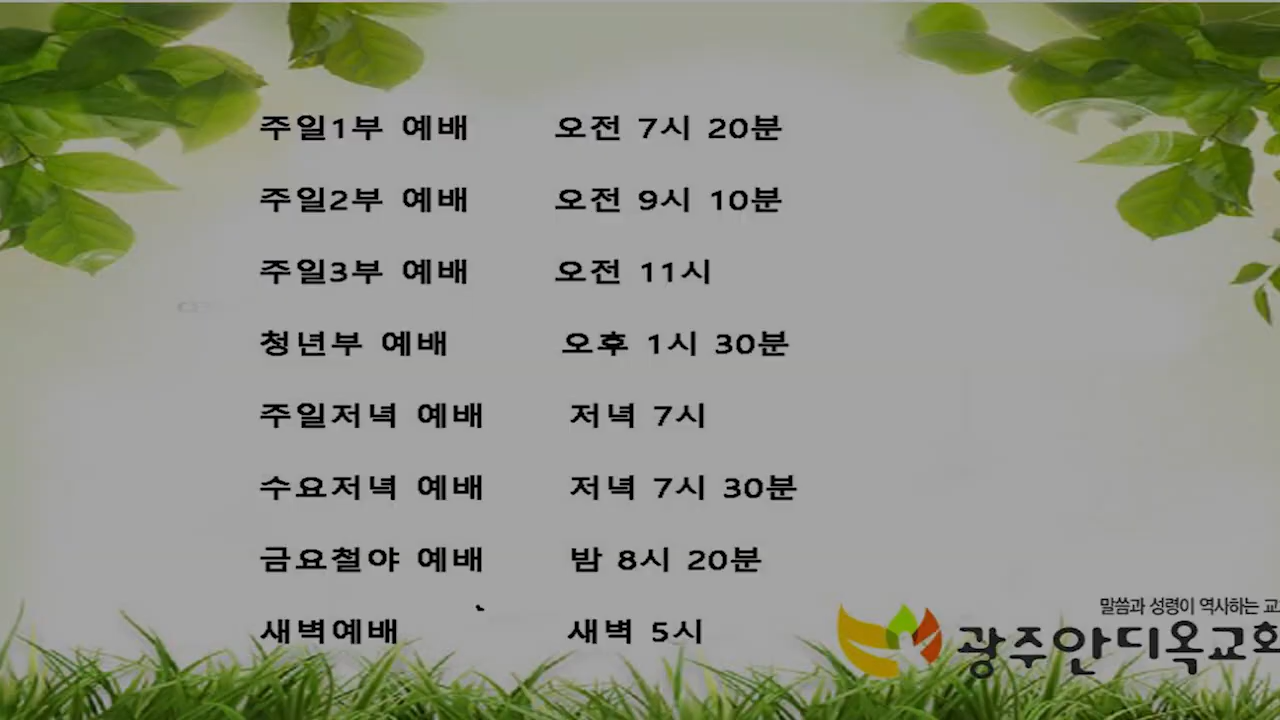 주일1부 예배 오전 7시 20분
주일2부 예배 오전 9시 10분
주일3부 예배 오전 11시
청년부 예배 오후 1시 30분
주일저녁 예배 저녁 7시
수요저녁 예배 저녁 7시 30분
금요철야 예배 밤 8시 20분
새벽예배 새벽 5시
말씀과 성령이 역사하는
광주안디옥교회